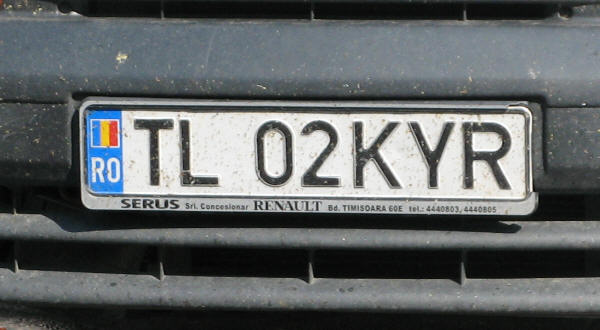 RO TL 02KYR
SERUS Srl. Concesionar RENAULT Bd. TIMISOARA 60E tel.: 4440803, 4440805